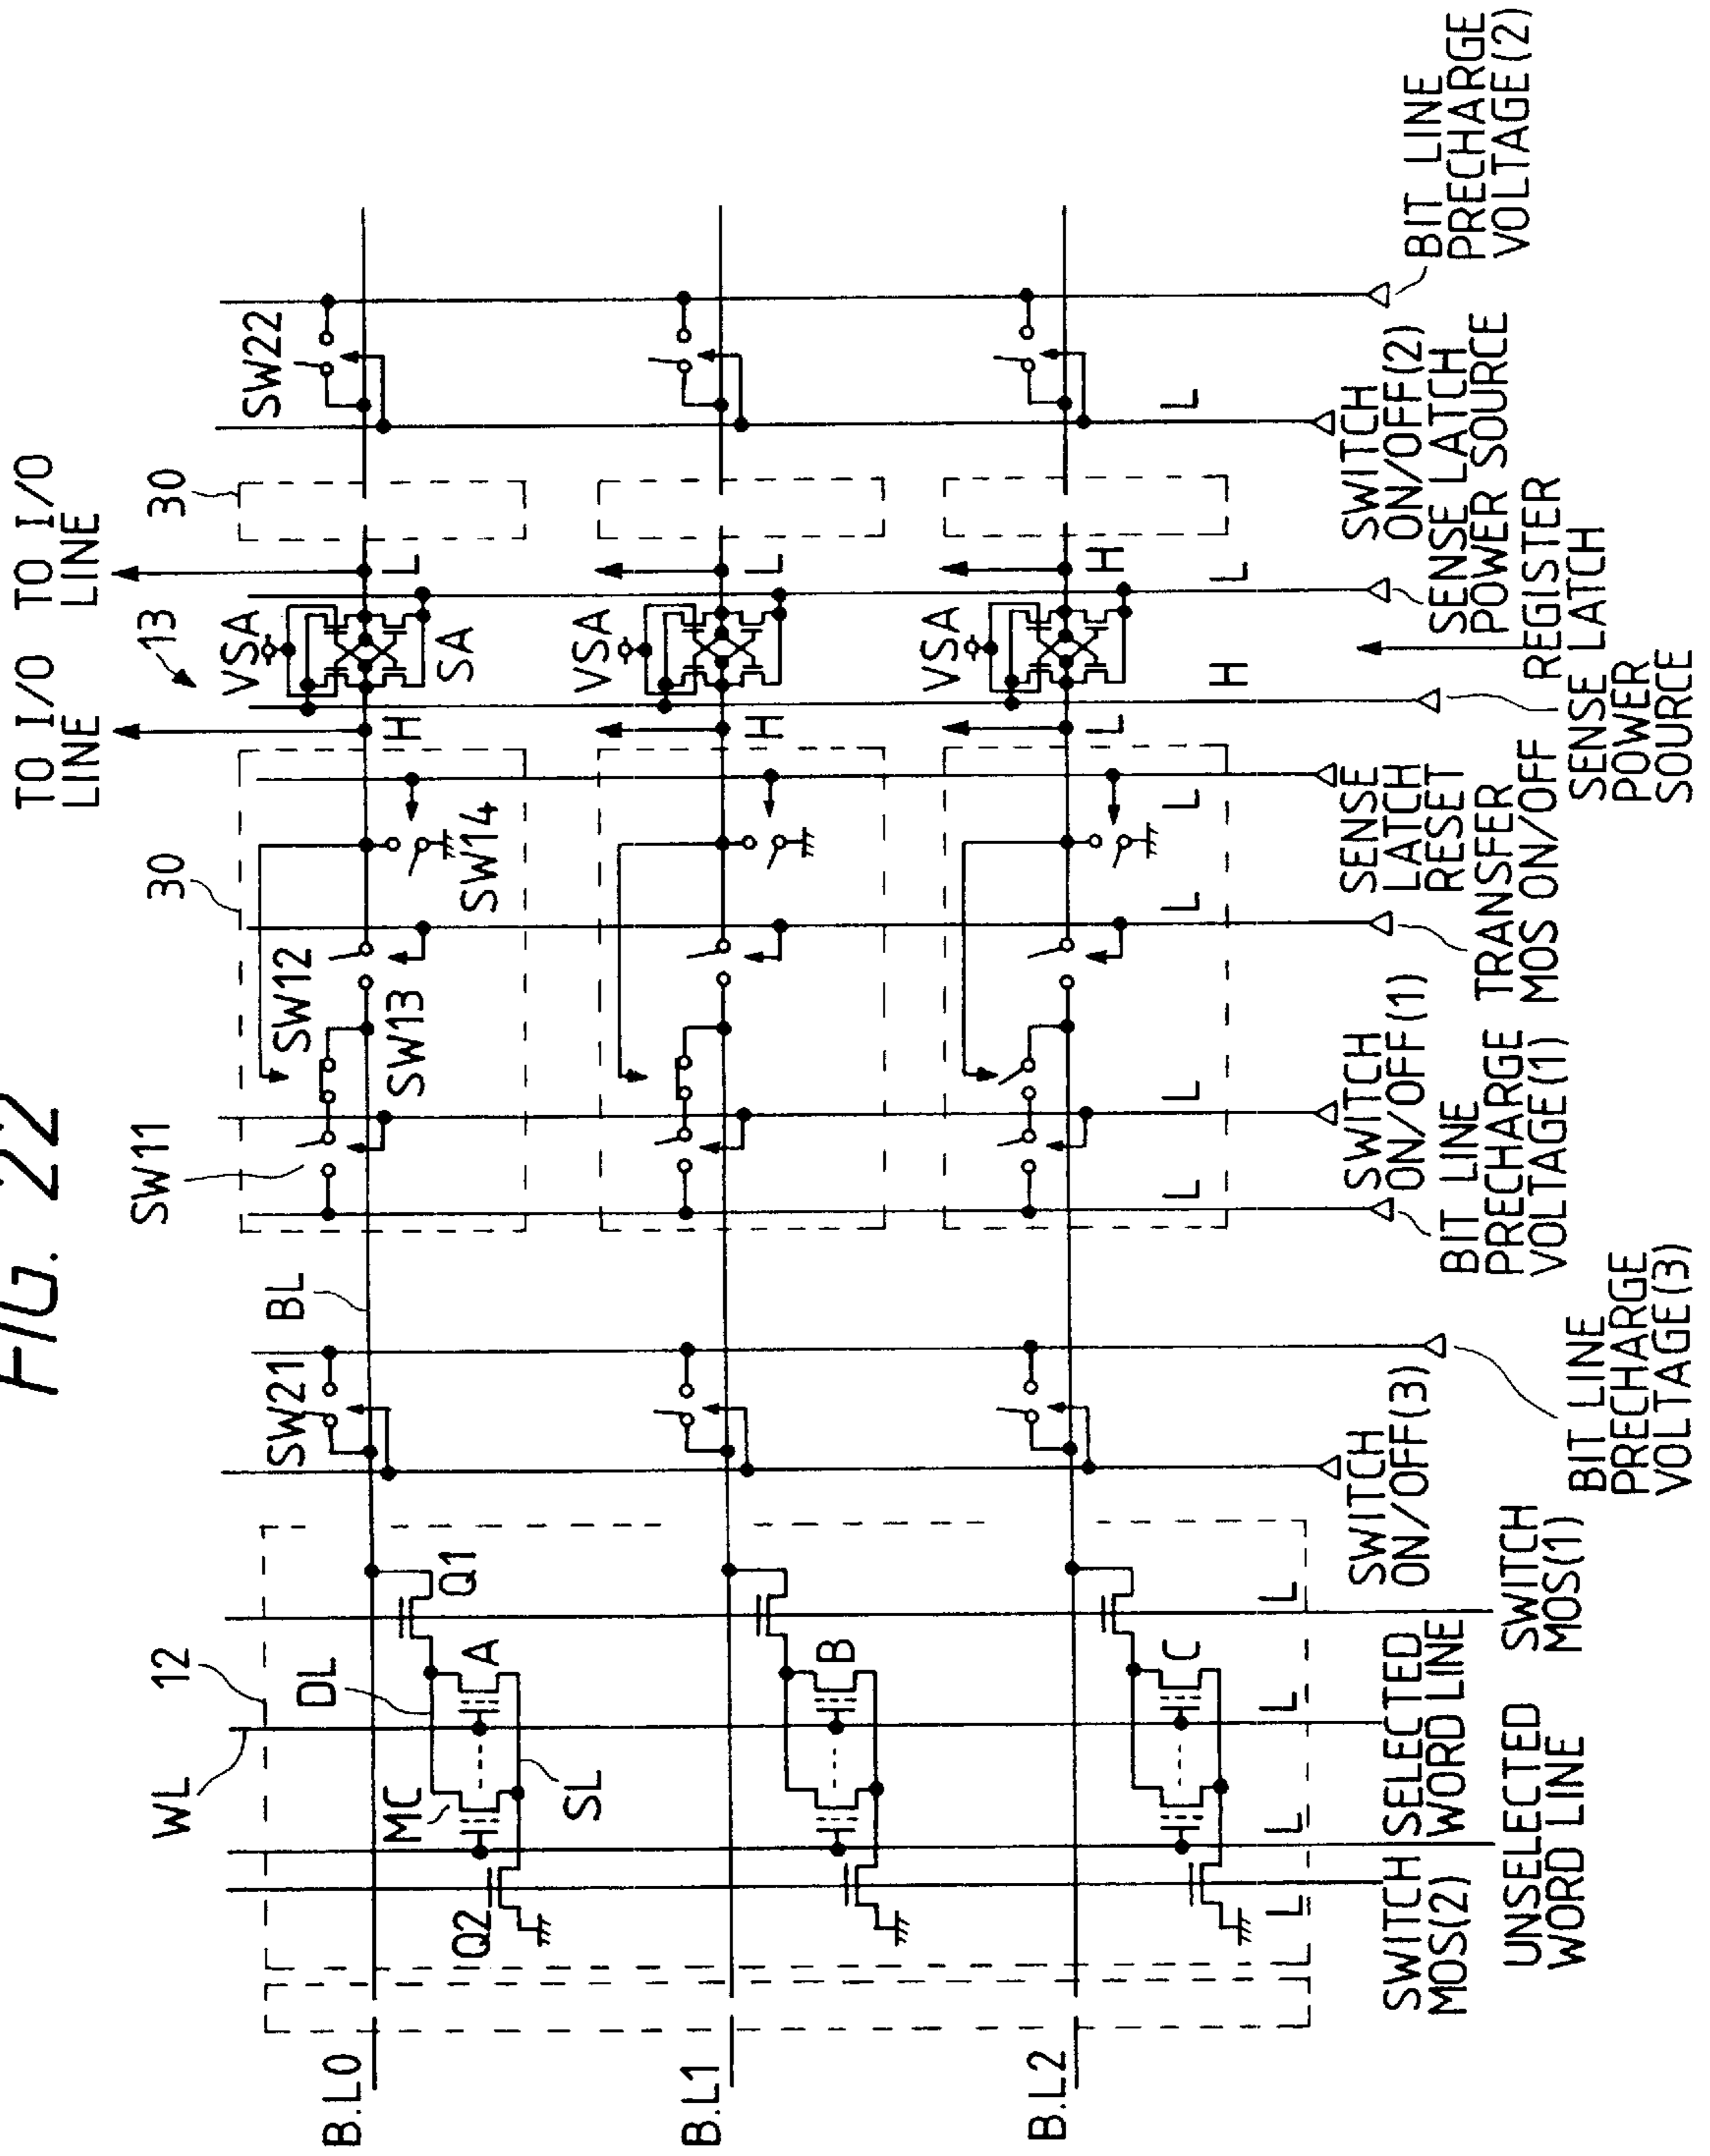 FIG. 22
TO I/O
LINE
TO I/O
LINE
13
30
30
SW11
12
WL
SW22
VSA
SA
SW12
SW13
SW14
BL
SW21
Q1
DL
A
MC
SL
Q2
B.L0
H
L
VSA
B
B.L1
H
L
VSA
C
B.L2
L
H
L
L
L
L
L
L
L
L
H
L
L
SWITCH
MOS(2)
UNSELECTED
WORD LINE
SELECTED
WORD LINE
SWITCH
MOS(1)
SWITCH
ON/OFF(3)
BIT LINE
PRECHARGE
VOLTAGE(3)
BIT LINE
PRECHARGE
VOLTAGE(1)
SWITCH
ON/OFF(1)
TRANSFER
MOS ON/OFF
SENSE
LATCH
RESET
SENSE LATCH
POWER
SOURCE
REGISTER
SENSE LATCH
POWER SOURCE
SWITCH
ON/OFF(2)
BIT LINE
PRECHARGE
VOLTAGE(2)